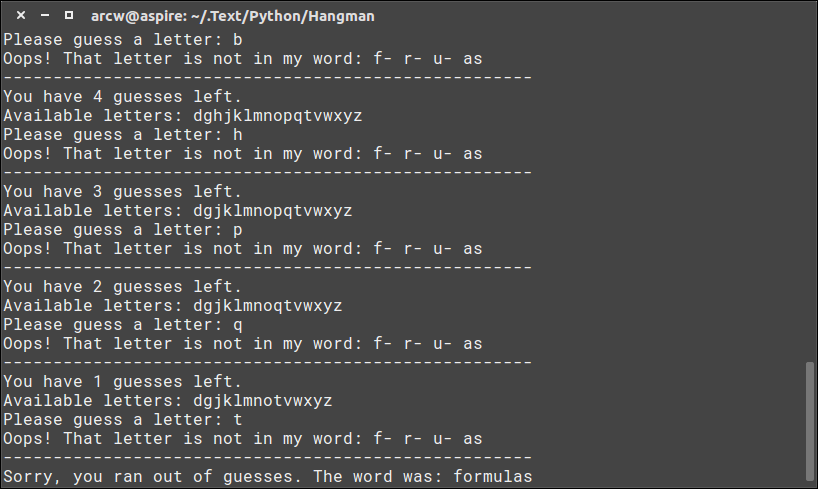 arcw@aspire: ~/.Text/Python/Hangman
Please guess a letter: b
Oops! That letter is not in my word: f- r- u- as
-----------------------------------------------------
You have 4 guesses left.
Available letters: dghjklmnopqtvwxyz
Please guess a letter: h
Oops! That letter is not in my word: f- r- u- as
-----------------------------------------------------
You have 3 guesses left.
Available letters: dgjklmnopqtvwxyz
Please guess a letter: p
Oops! That letter is not in my word: f- r- u- as
-----------------------------------------------------
You have 2 guesses left.
Available letters: dgjklmnoqtvwxyz
Please guess a letter: q
Oops! That letter is not in my word: f- r- u- as
-----------------------------------------------------
You have 1 guesses left.
Available letters: dgjklmnotvwxyz
Please guess a letter: t
Oops! That letter is not in my word: f- r- u- as
-----------------------------------------------------
Sorry, you ran out of guesses. The word was: formulas